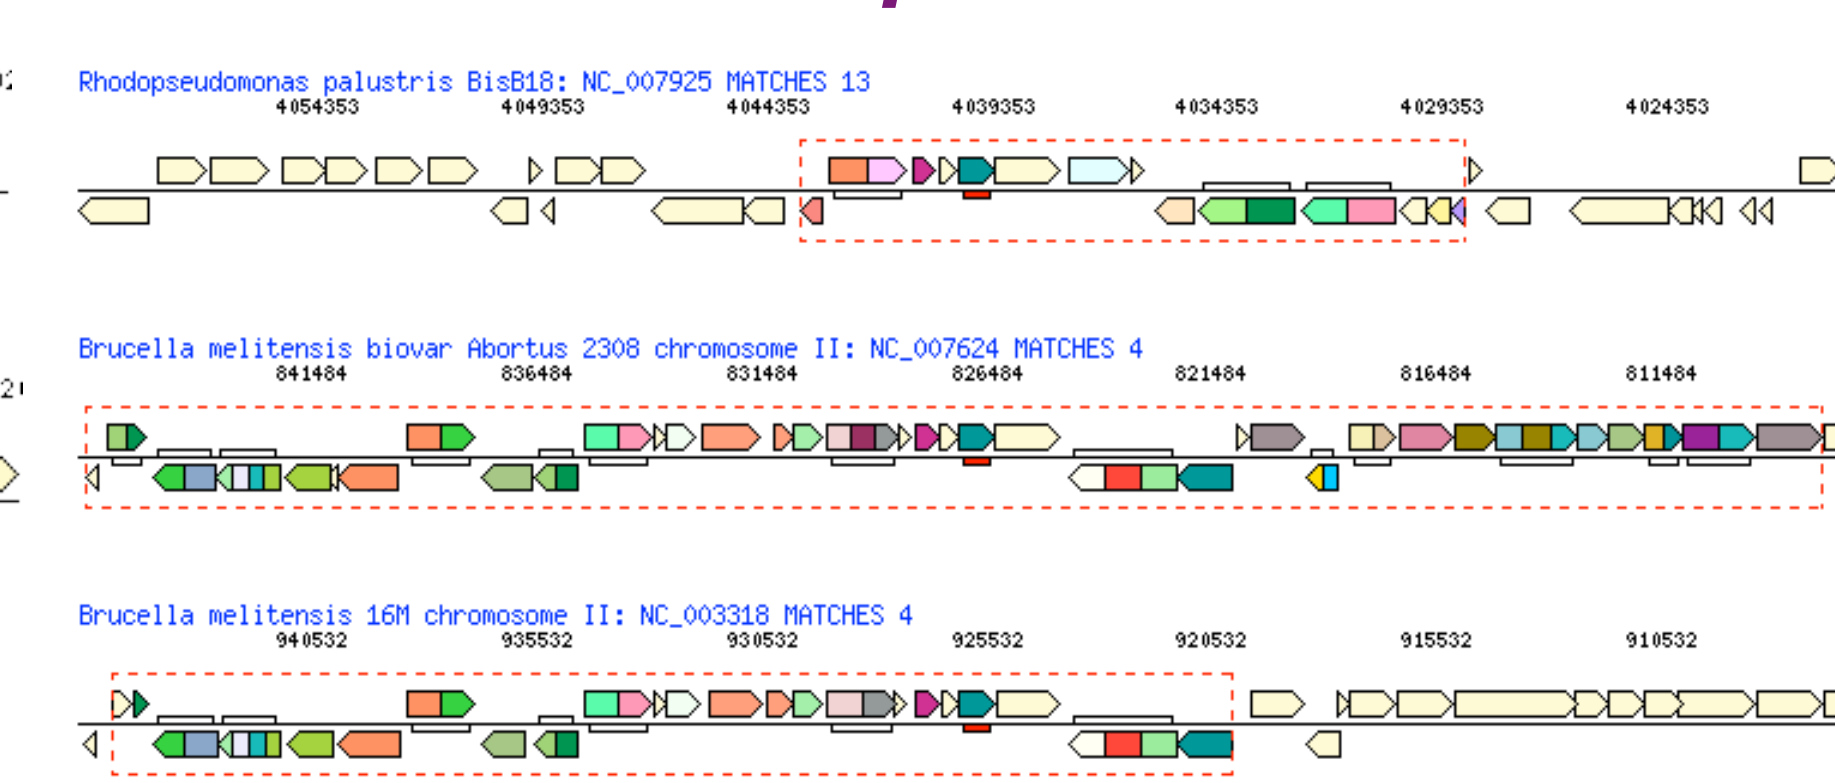 Rhodopseudomonas palustris BisB18: NC_007925 MATCHES 13
4054353 4049353 4044353 4039353 4034353 4029353 4024353
Brucella melitensis biovar Abortus 2308 chromosome II: NC_007624 MATCHES 4
841484 836484 831484 826484 821484 816484 811484
Brucella melitensis 16M chromosome II: NC_003318 MATCHES 4
940532 935532 930532 925532 920532 915532 910532